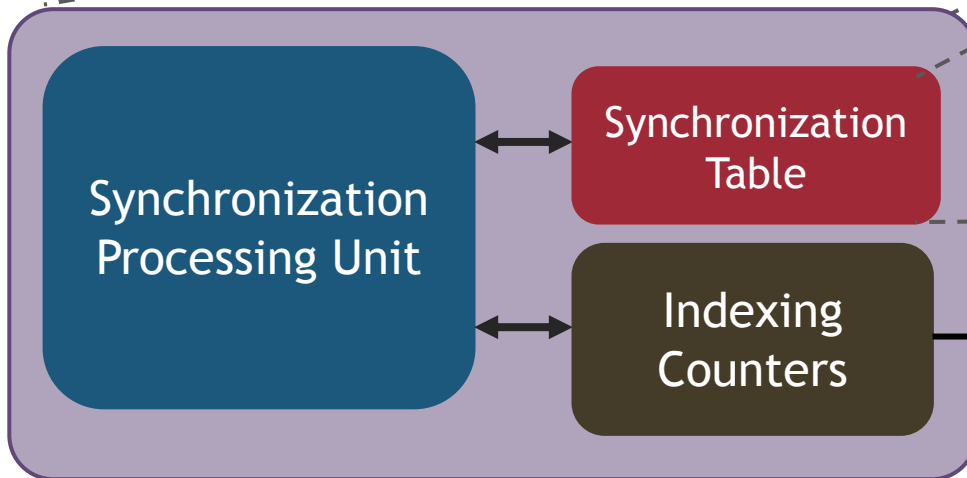 Synchronization
Processing Unit
Synchronization
Table
Indexing
Counters